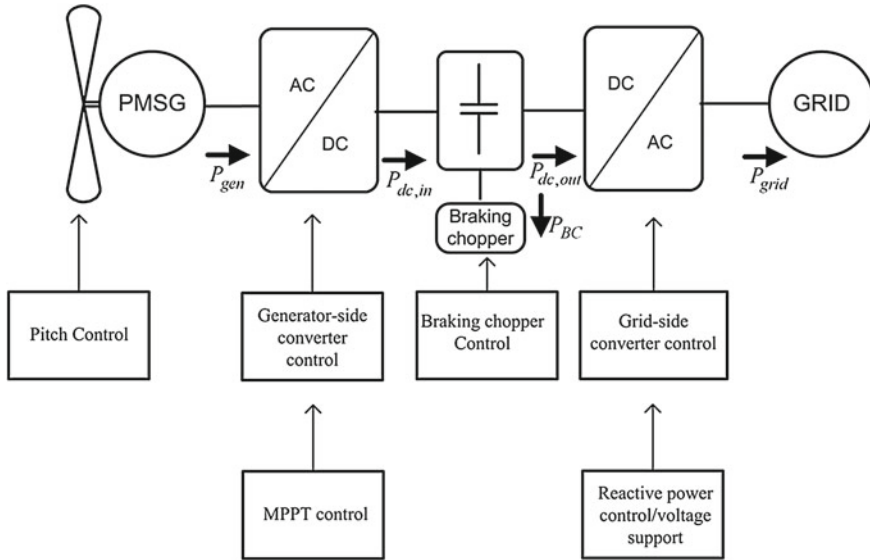 PMSG
AC
DC
DC
AC
GRID
P_gen
P_dc,in
P_dc,out
P_grid
Braking
chopper
P_BC
Pitch Control
Generator-side
converter
control
Braking chopper
Control
Grid-side
converter control
MPPT control
Reactive power
control/voltage
support